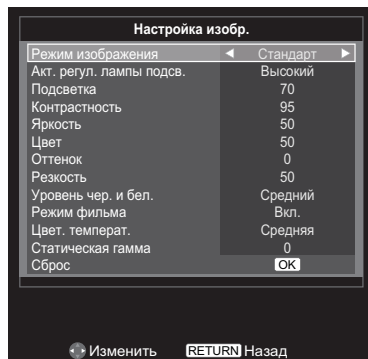 Настройка изобр.
Режим изображения Стандарт
Акт. регул. лампы подсв. Высокий
Подсветка 70
Контрастность 95
Яркость 50
Цвет 50
Оттенок 0
Резкость 50
Уровень чер. и бел. Средний
Режим фильма Вкл.
Цвет. температ. Средняя
Статическая гамма 0
Сброс OK
Изменить RETURN Назад